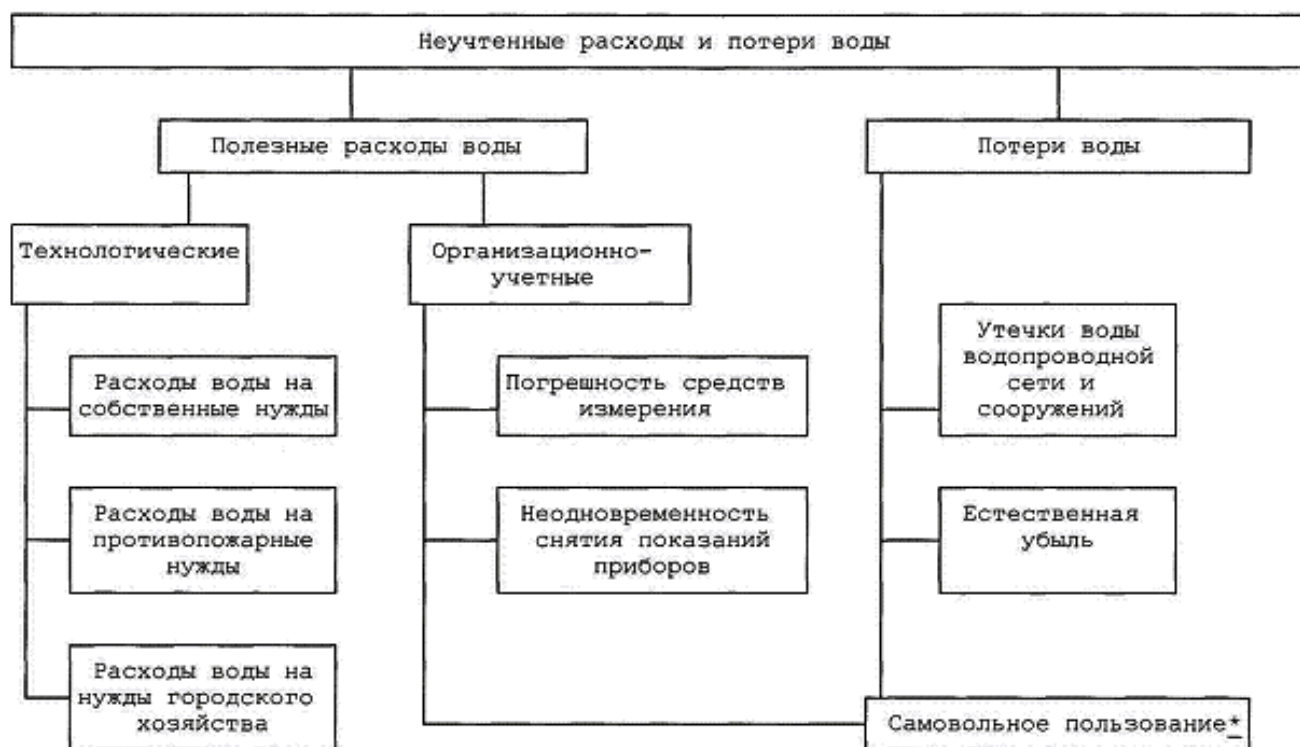 Неучтенные расходы и потери воды
Полезные расходы воды
Потери воды
Технологические
Организационно-
учетные
Расходы воды на
собственные нужды
Погрешность средств
измерения
Утечки воды
водопроводной
сети и
сооружений
Расходы воды на
противопожарные
нужды
Неодновременность
снятия показаний
приборов
Естественная
убыль
Расходы воды на
нужды городского
хозяйства
Самовольное пользование*